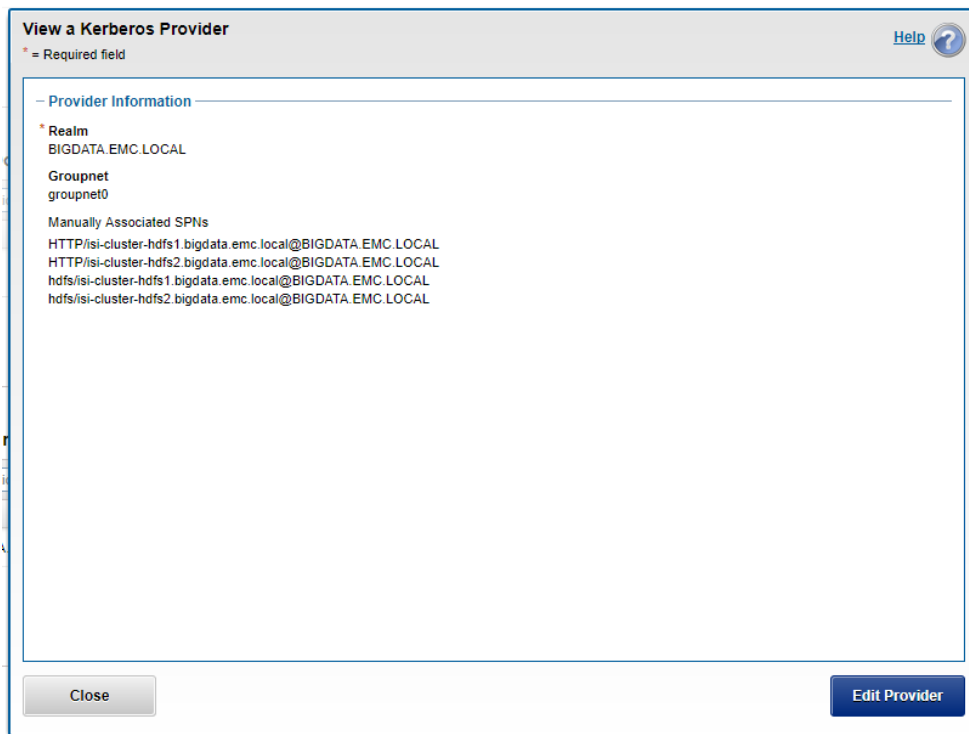 View a Kerberos Provider
Help
* = Required field
Provider Information
* Realm
BIGDATA.EMC.LOCAL
Groupnet
groupnet0
Manually Associated SPNs
HTTP/isi-cluster-hdfs1.bigdata.emc.local@BIGDATA.EMC.LOCAL
HTTP/isi-cluster-hdfs2.bigdata.emc.local@BIGDATA.EMC.LOCAL
hdfs/isi-cluster-hdfs1.bigdata.emc.local@BIGDATA.EMC.LOCAL
hdfs/isi-cluster-hdfs2.bigdata.emc.local@BIGDATA.EMC.LOCAL
Close
Edit Provider